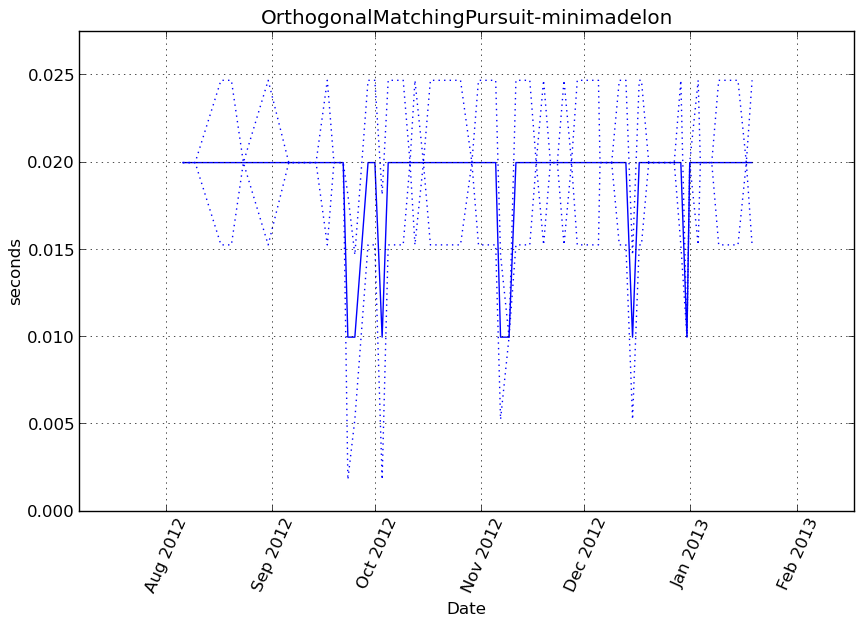 OrthogonalMatchingPursuit-minimadelon
0.025
0.020
0.015
0.010
0.005
0.000
seconds
Aug 2012
Sep 2012
Oct 2012
Nov 2012
Dec 2012
Jan 2013
Feb 2013
Date